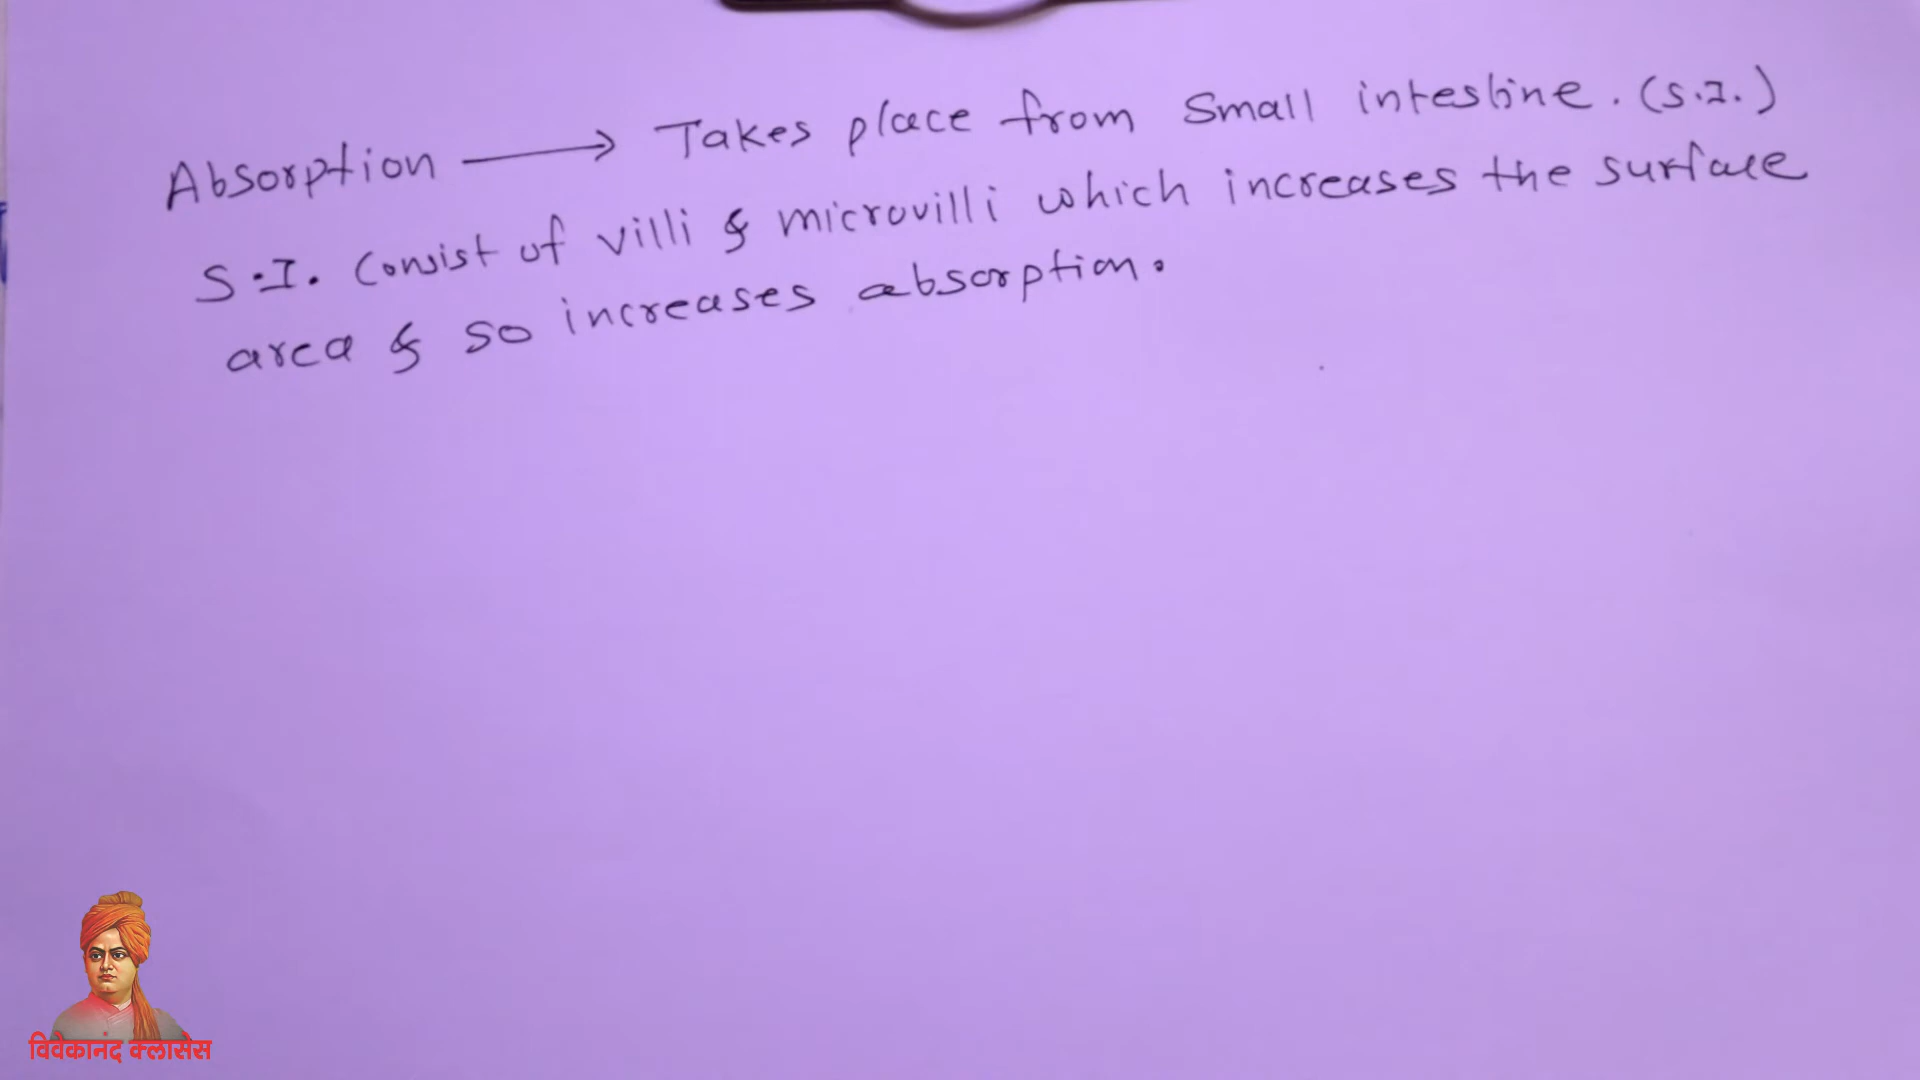 Absorption → Takes place from small intestine. (S.I.)
S.I. Consist of villi & microvilli which increases the surface
area & so increases absorption.
विवेकानंद क्लासेस